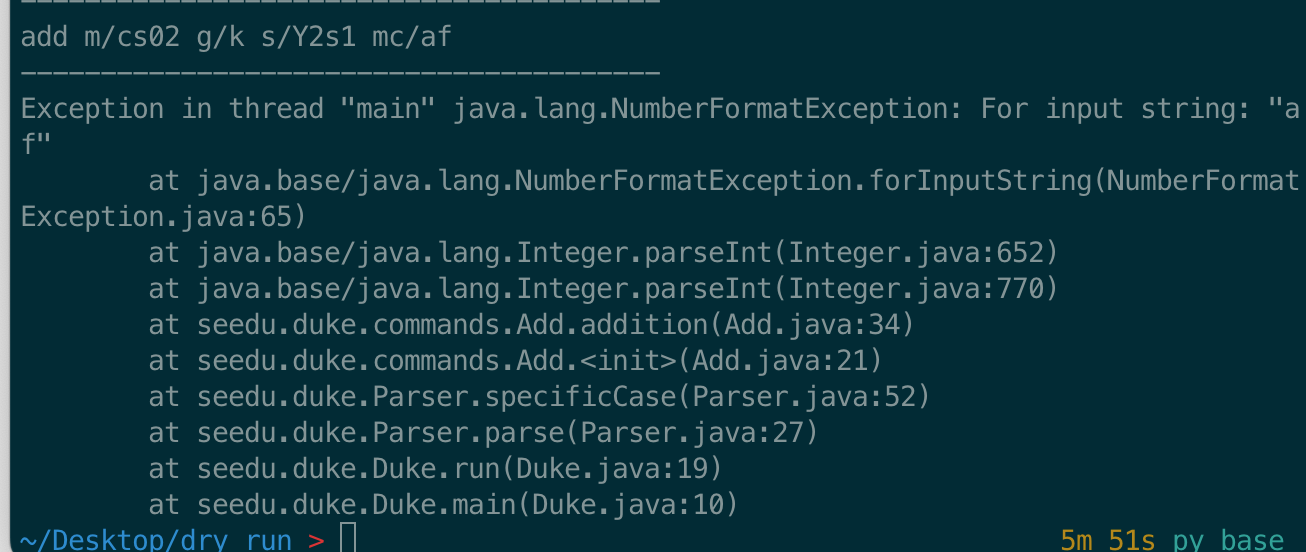 ----------------------------------------
add m/cs02 g/k s/Y2s1 mc/af
----------------------------------------
Exception in thread "main" java.lang.NumberFormatException: For input string: "a
f"
        at java.base/java.lang.NumberFormatException.forInputString(NumberFormat
Exception.java:65)
        at java.base/java.lang.Integer.parseInt(Integer.java:652)
        at java.base/java.lang.Integer.parseInt(Integer.java:770)
        at seedu.duke.commands.Add.addition(Add.java:34)
        at seedu.duke.commands.Add.<init>(Add.java:21)
        at seedu.duke.Parser.specificCase(Parser.java:52)
        at seedu.duke.Parser.parse(Parser.java:27)
        at seedu.duke.Duke.run(Duke.java:19)
        at seedu.duke.Duke.main(Duke.java:10)
~/Desktop/dry run > 5m 51s py base